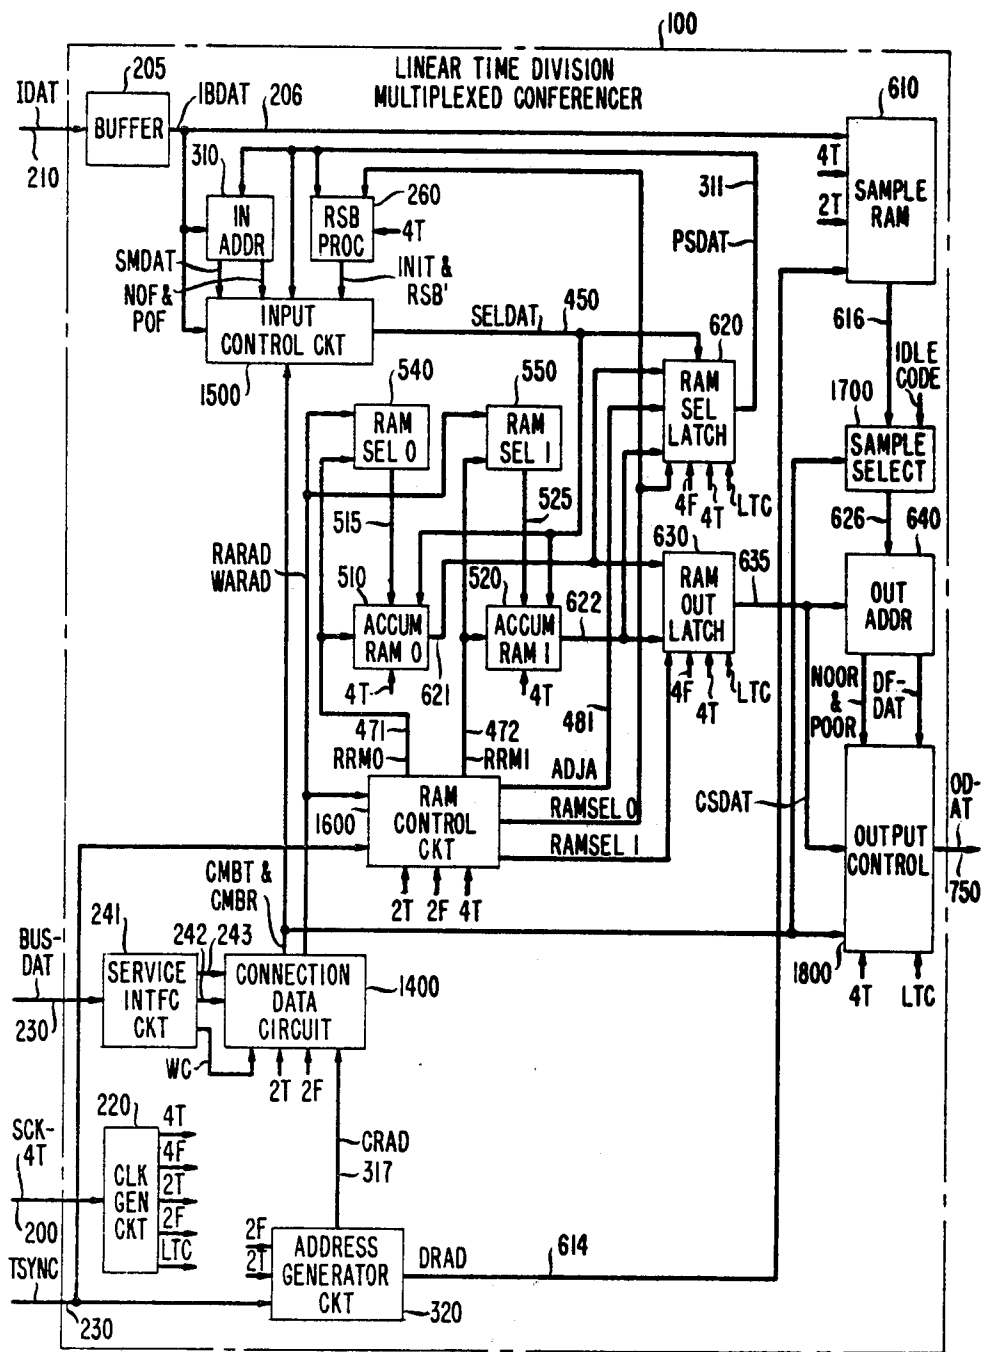 100
LINEAR TIME DIVISION
MULTIPLEXED CONFERENCER
205
IDAT
BUFFER
IBDAT
206
210
610
4T
2T
SAMPLE
RAM
310
IN
ADDR
260
RSB
PROC
4T
311
PSDAT
SMDAT
NOF &
POF
INIT &
RSB'
INPUT
CONTROL CKT
1500
SELDAT
450
616
IDLE
CODE
620
RAM
SEL
LATCH
4F
4T
LTC
540
RAM
SEL 0
550
RAM
SEL 1
1700
SAMPLE
SELECT
515
525
626
640
RARAD
WARAD
630
RAM
OUT
LATCH
4F
4T
LTC
635
OUT
ADDR
510
ACCUM
RAM 0
4T
621
520
ACCUM
RAM 1
4T
622
NOOR
&
POOR
DF-
DAT
471
RRM0
472
RRM1
481
ADJA
RAMSEL 0
RAMSEL 1
1600
RAM
CONTROL
CKT
2T
2F
4T
CSDAT
OUTPUT
CONTROL
OD-
AT
750
1800
4T
LTC
CMBT &
CMBR
241
242
243
BUS-
DAT
230
SERVICE
INTFC
CKT
CONNECTION
DATA
CIRCUIT
1400
WC
2T
2F
220
SCK-
4T
200
CLK
GEN
CKT
4T
4F
2T
2F
LTC
CRAD
317
TSYNC
230
2F
2T
ADDRESS
GENERATOR
CKT
320
DRAD
614